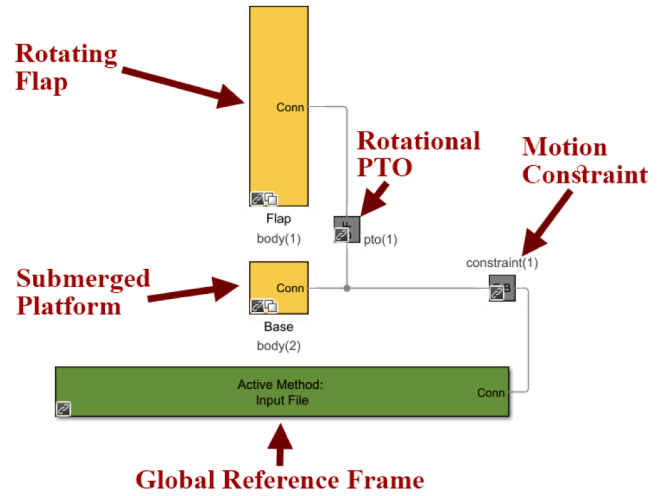 Rotating
Flap
Conn
Flap
body(1)
Rotational
PTO
pto(1)
Motion
Constraint
constraint(1)
Submerged
Platform
Conn
Base
body(2)
Active Method:
Input File
Conn
Global Reference Frame